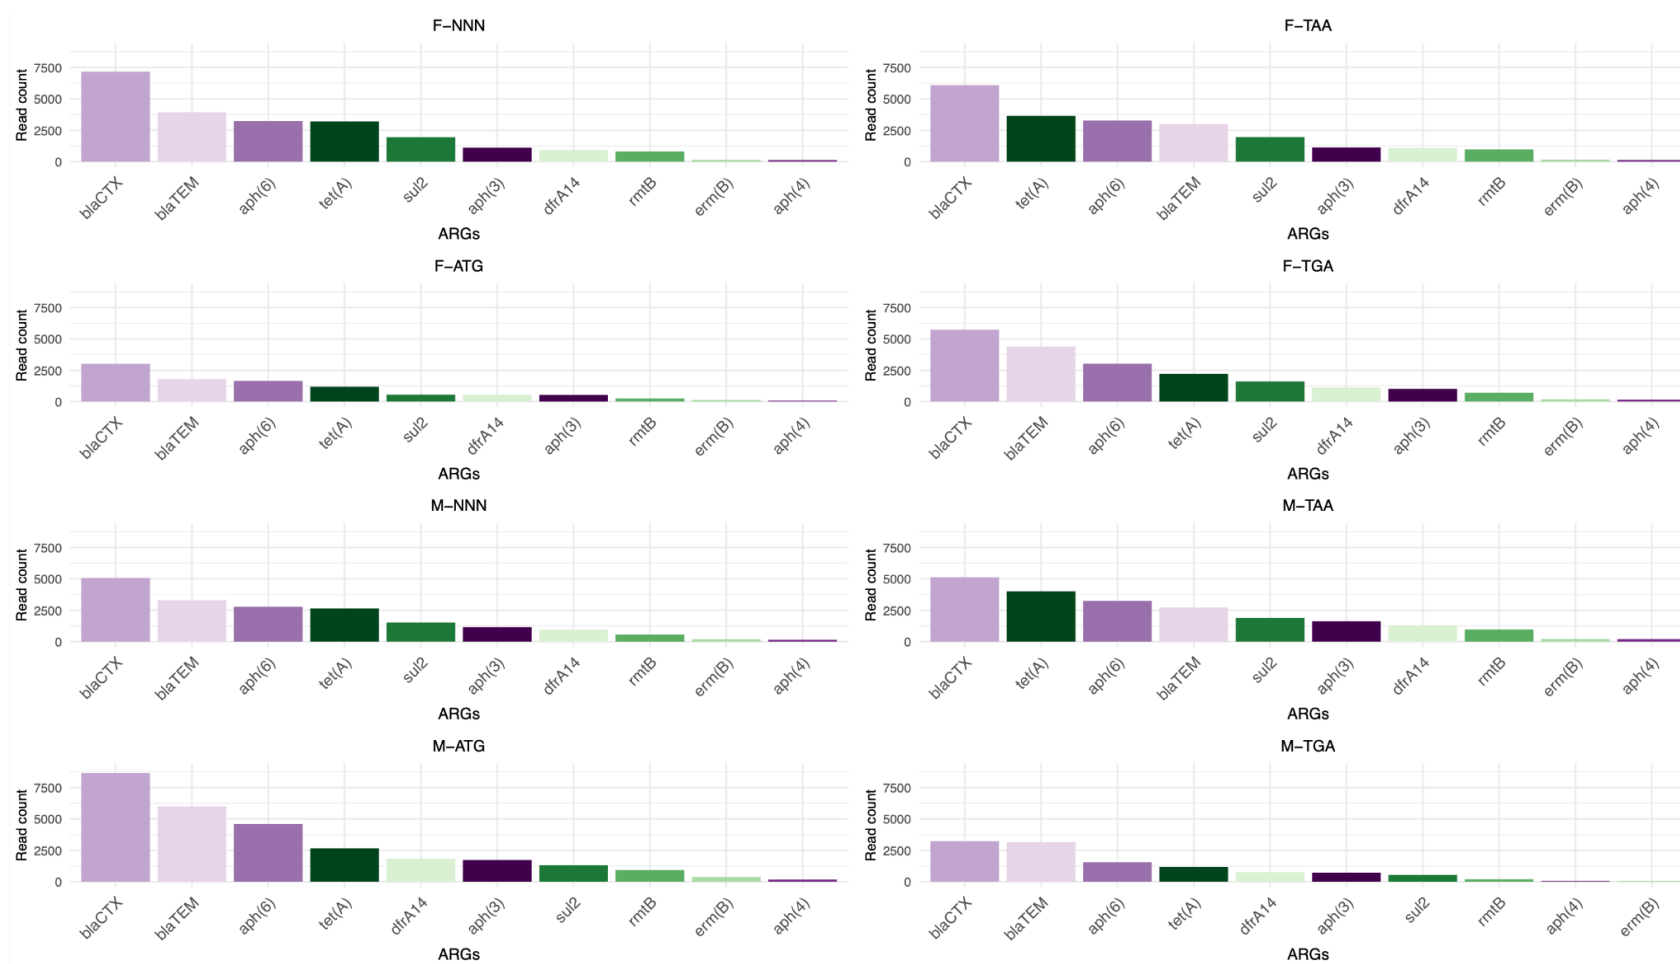 F−NNN
Read count
7500
5000
2500
0
blaCTX blaTEM aph(6) tet(A) sul2 aph(3) dfrA14 rmtB erm(B) aph(4)
ARGs
F−TAA
Read count
7500
5000
2500
0
blaCTX tet(A) aph(6) blaTEM sul2 aph(3) dfrA14 rmtB erm(B) aph(4)
ARGs
F−ATG
Read count
7500
5000
2500
0
blaCTX blaTEM aph(6) tet(A) sul2 dfrA14 aph(3) rmtB erm(B) aph(4)
ARGs
F−TGA
Read count
7500
5000
2500
0
blaCTX blaTEM aph(6) tet(A) sul2 dfrA14 aph(3) rmtB erm(B) aph(4)
ARGs
M−NNN
Read count
7500
5000
2500
0
blaCTX blaTEM aph(6) tet(A) sul2 aph(3) dfrA14 rmtB erm(B) aph(4)
ARGs
M−TAA
Read count
7500
5000
2500
0
blaCTX tet(A) aph(6) blaTEM sul2 aph(3) dfrA14 rmtB erm(B) aph(4)
ARGs
M−ATG
Read count
7500
5000
2500
0
blaCTX blaTEM aph(6) tet(A) dfrA14 aph(3) sul2 rmtB erm(B) aph(4)
ARGs
M−TGA
Read count
7500
5000
2500
0
blaCTX blaTEM aph(6) tet(A) dfrA14 aph(3) sul2 rmtB aph(4) erm(B)
ARGs